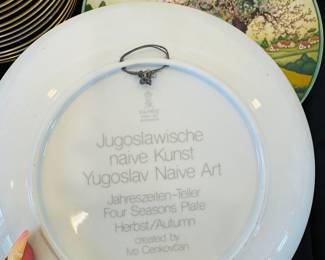 Jugoslawische
naive Kunst
Yugoslav Naive Art
Jahreszeiten-Teller
Four Seasons Plate
Herbst/Autumn
created by
Ivo Cenkovčan